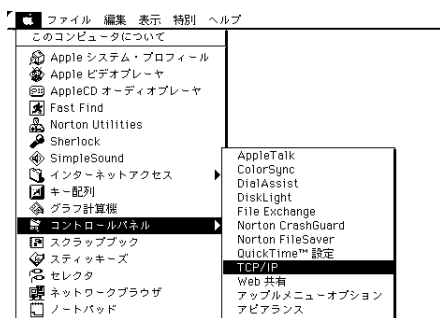 ファイル 編集 表示 特別 ヘルプ
このコンピュータについて
Apple システム・プロフィール
Apple ビデオプレーヤ
AppleCD オーディオプレーヤ
Fast Find
Norton Utilities
Sherlock
SimpleSound
インターネットアクセス
キー配列
グラフ計算機
コントロールパネル
スクラップブック
スティッキーズ
セレクタ
ネットワークブラウザ
ノートパッド
AppleTalk
ColorSync
DialAssist
DiskLight
File Exchange
Norton CrashGuard
Norton FileSaver
QuickTime™ 設定
TCP/IP
Web 共有
アップルメニューオプション
アピアランス